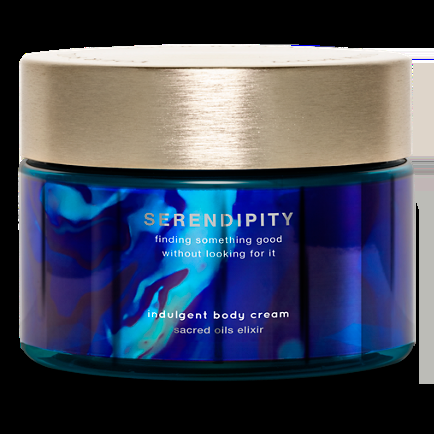 SERENDIPITY
finding something good
without looking for it
indulgent body cream
sacred oils elixir